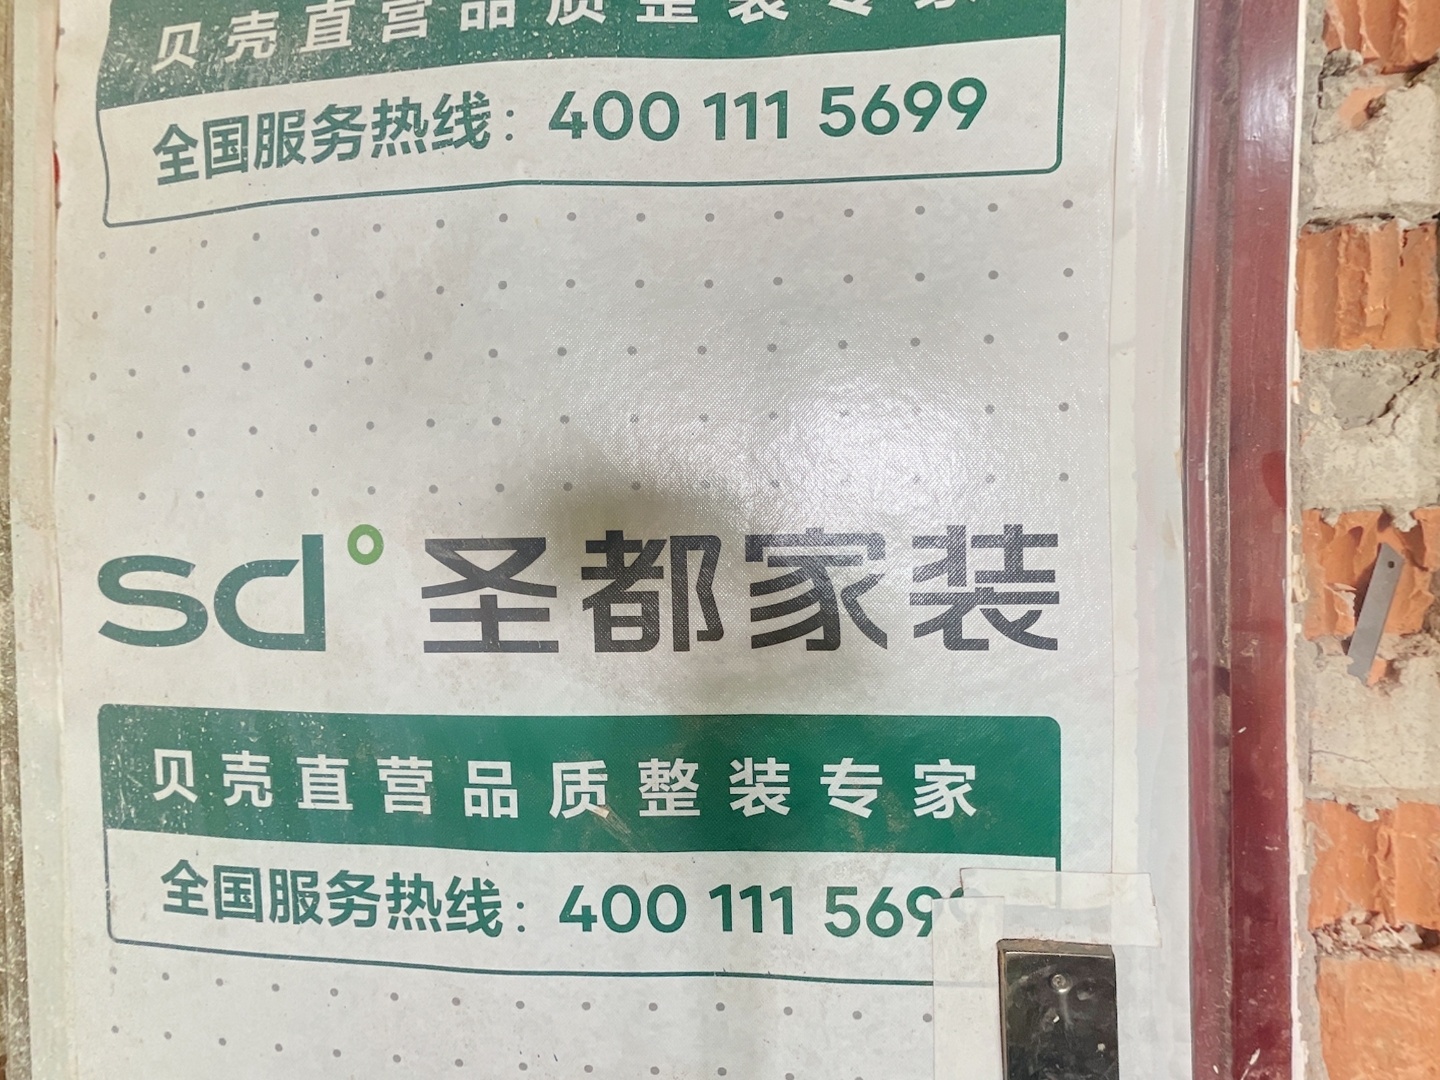 贝壳直营品质整装专家
全国服务热线：400 111 5699
sd 圣都家装
贝壳直营品质整装专家
全国服务热线：400 111 569